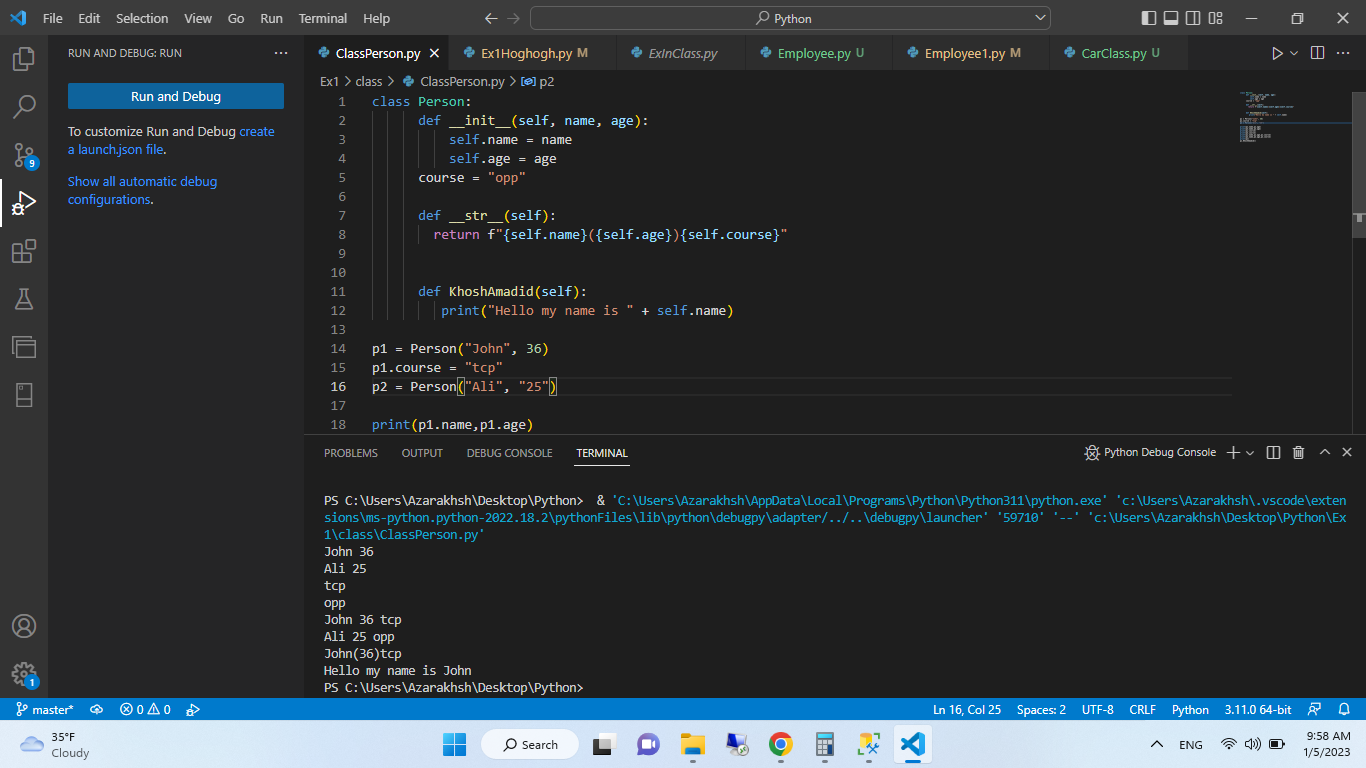 File Edit Selection View Go Run Terminal Help
Python
RUN AND DEBUG: RUN
ClassPerson.py
Ex1Hoghogh.py M
ExInClass.py
Employee.py U
Employee1.py M
CarClass.py U
Run and Debug
To customize Run and Debug create
a launch.json file.
Show all automatic debug
configurations.
9
1
Ex1 > class > ClassPerson.py > p2
1 class Person:
2 def __init__(self, name, age):
3 self.name = name
4 self.age = age
5 course = "opp"
6
7 def __str__(self):
8 return f"{self.name}({self.age}){self.course}"
9
10
11 def KhoshAmadid(self):
12 print("Hello my name is " + self.name)
13
14 p1 = Person("John", 36)
15 p1.course = "tcp"
16 p2 = Person("Ali", "25")
17
18 print(p1.name,p1.age)
PROBLEMS OUTPUT DEBUG CONSOLE TERMINAL
Python Debug Console
PS C:\Users\Azarakhsh\Desktop\Python> & 'C:\Users\Azarakhsh\AppData\Local\Programs\Python\Python311\python.exe' 'c:\Users\Azarakhsh\.vscode\exten
sions\ms-python.python-2022.18.2\pythonFiles\lib\python\debugpy\adapter/../..\debugpy\launcher' '59710' '--' 'c:\Users\Azarakhsh\Desktop\Python\Ex
1\class\ClassPerson.py'
John 36
Ali 25
tcp
opp
John 36 tcp
Ali 25 opp
John(36)tcp
Hello my name is John
PS C:\Users\Azarakhsh\Desktop\Python>
master* 0 0
Ln 16, Col 25 Spaces: 2 UTF-8 CRLF Python 3.11.0 64-bit
35°F
Cloudy
Search
ENG
9:58 AM
1/5/2023